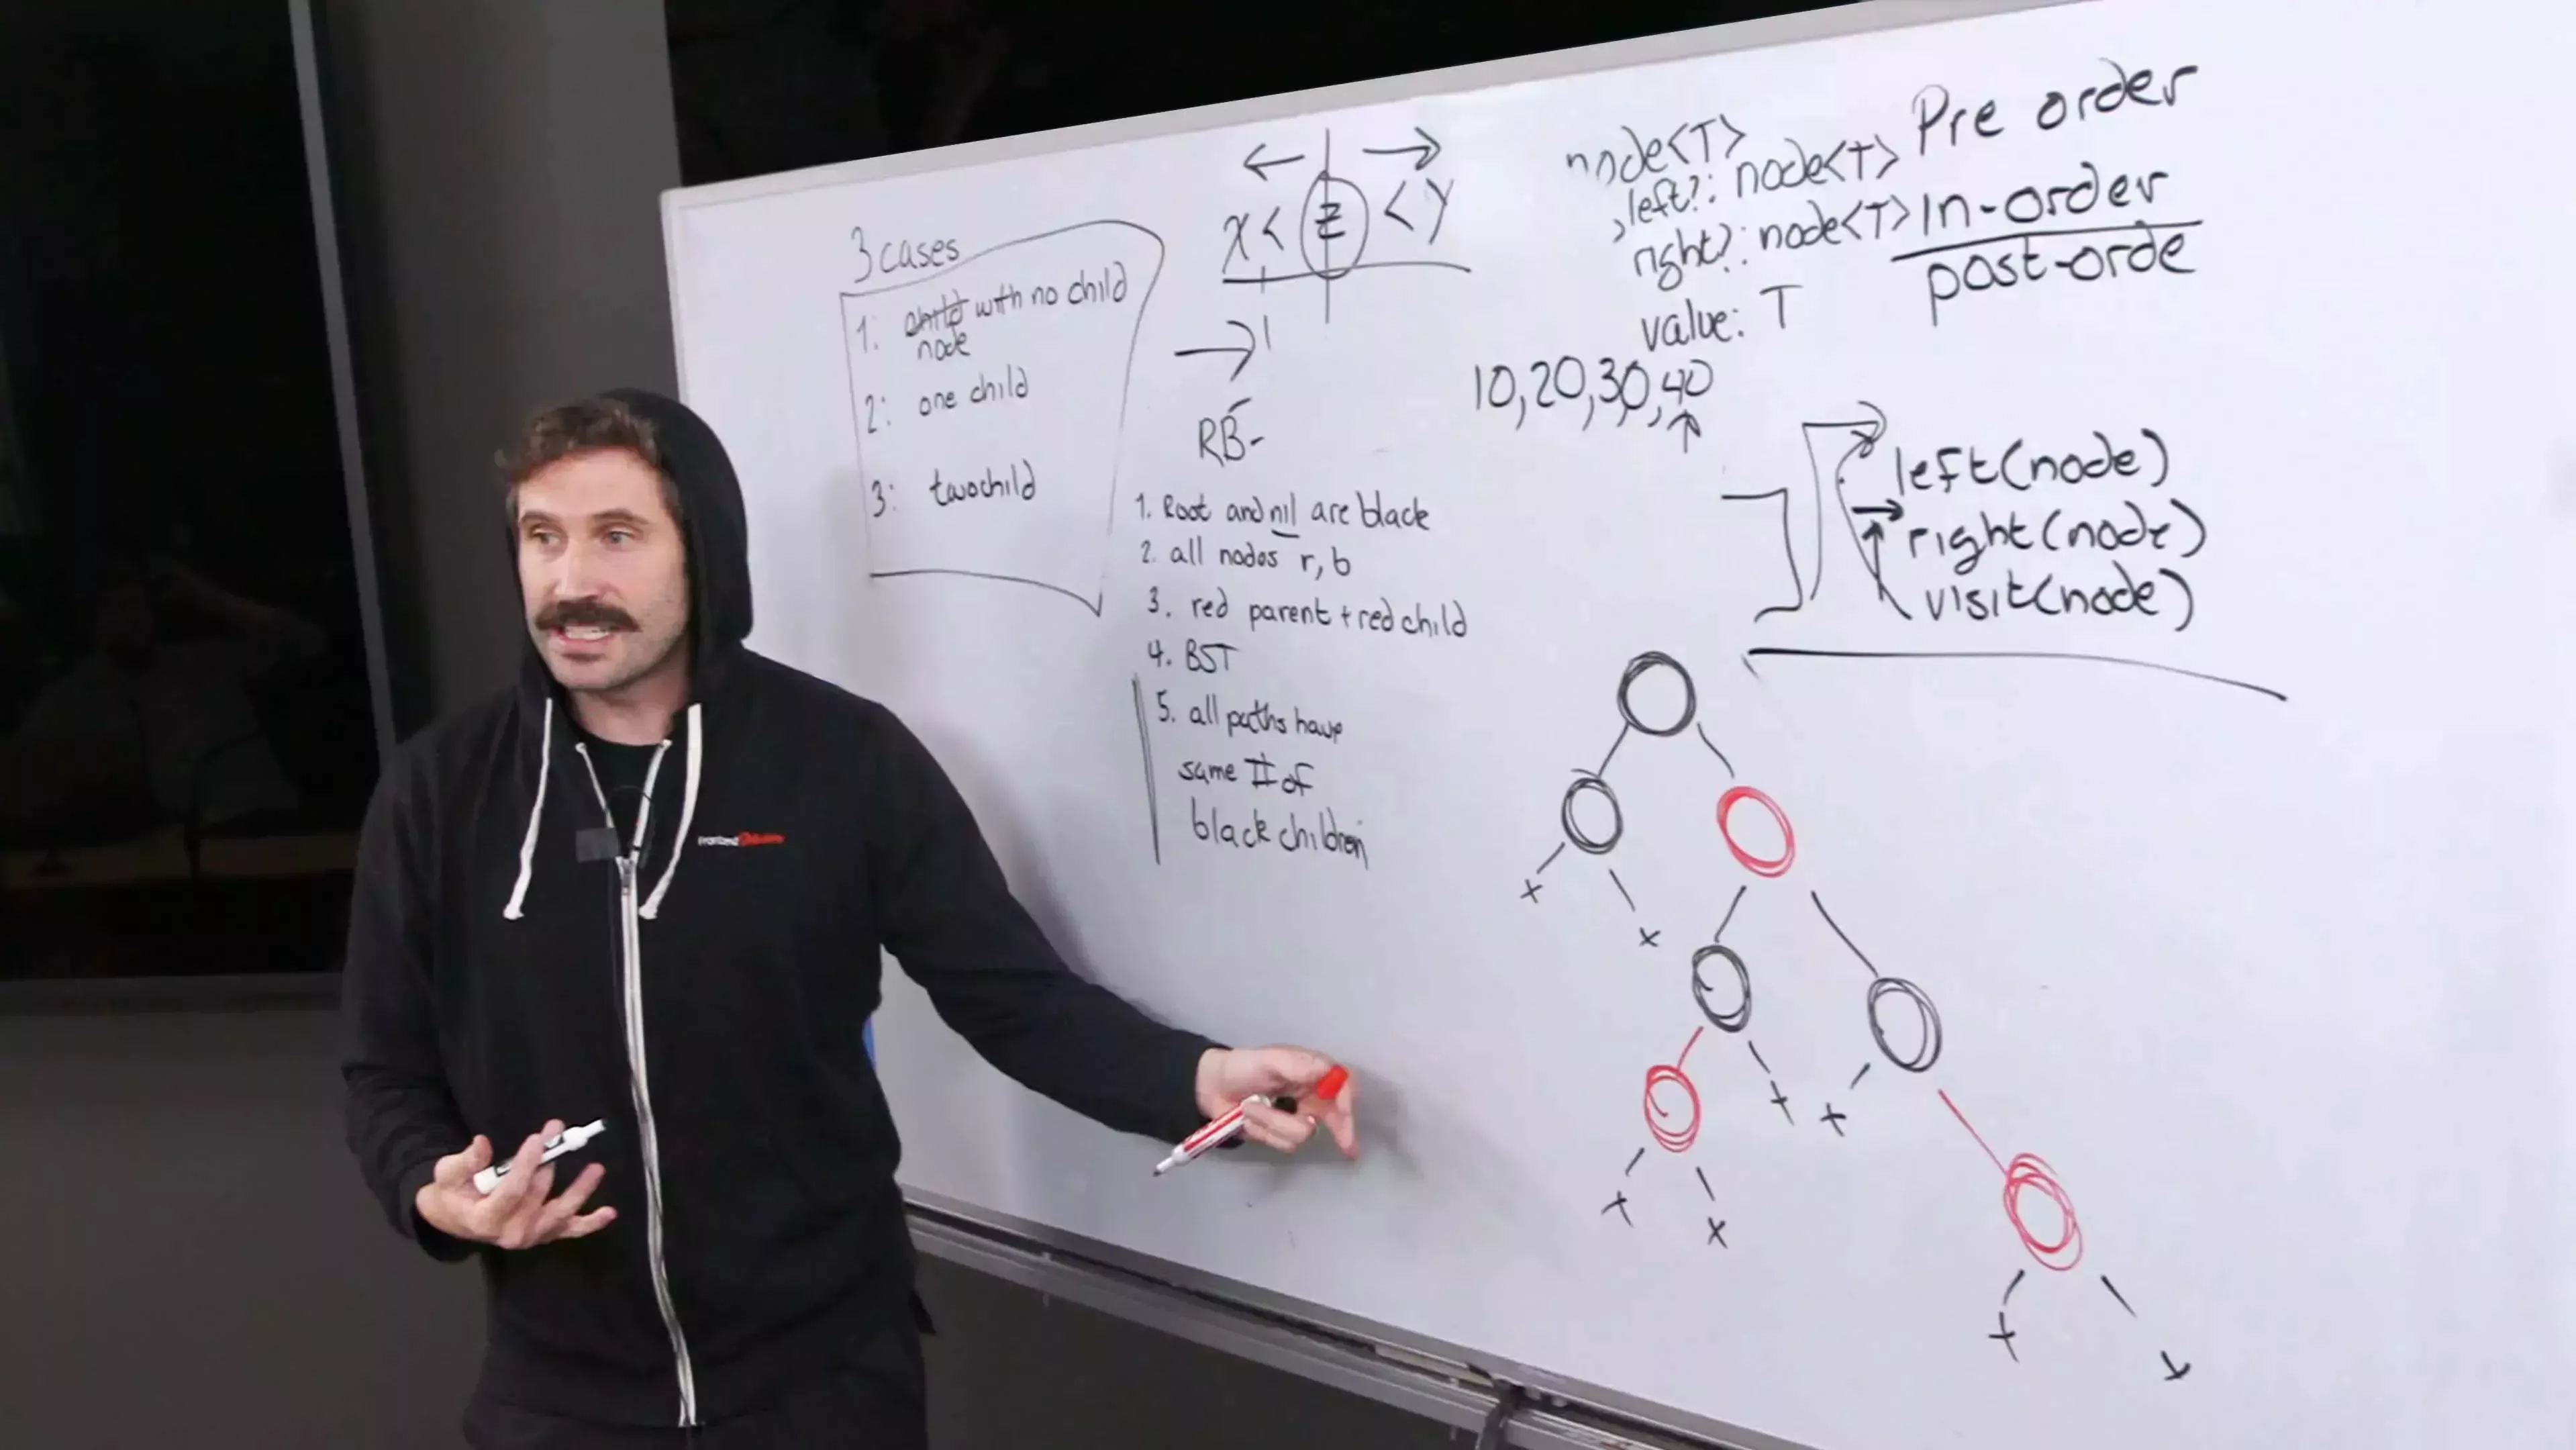 3 cases
1: child with no child
node
2: one child
3: two child
X < Z < Y
RB-
1. Root and nil are black
2. all nodes r, b
3. red parent + red child
4. BST
5. all paths have
same # of
black children
node<T>
left?: node<T>
right?: node<T>
value: T
Pre order
in-order
post-orde
10,20,30,40
left(node)
right(node)
visit(node)
Frontend